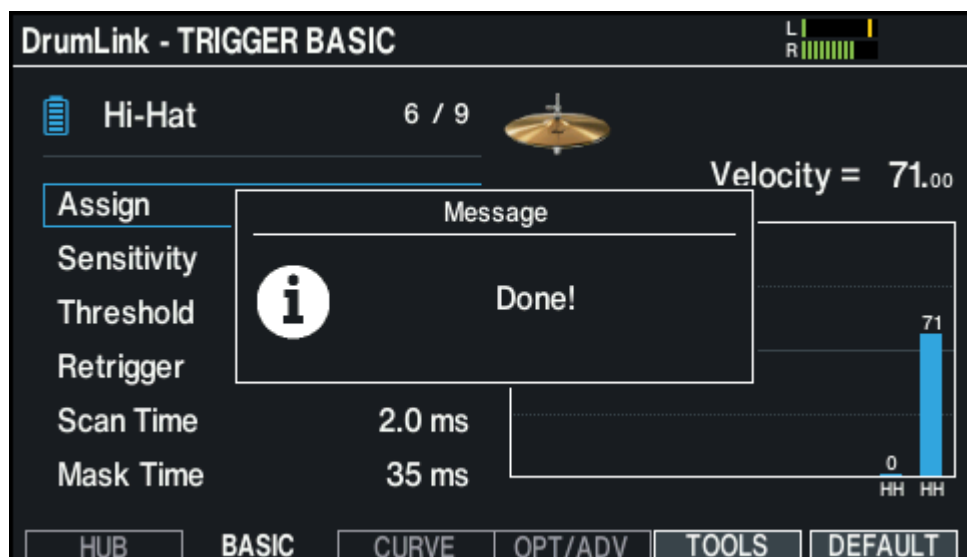 DrumLink - TRIGGER BASIC
L
R
Hi-Hat 6 / 9
Velocity = 71.00
Assign
Message
Sensitivity
Done!
Threshold
71
Retrigger
Scan Time 2.0 ms
Mask Time 35 ms
0
HH HH
HUB BASIC CURVE OPT/ADV TOOLS DEFAULT